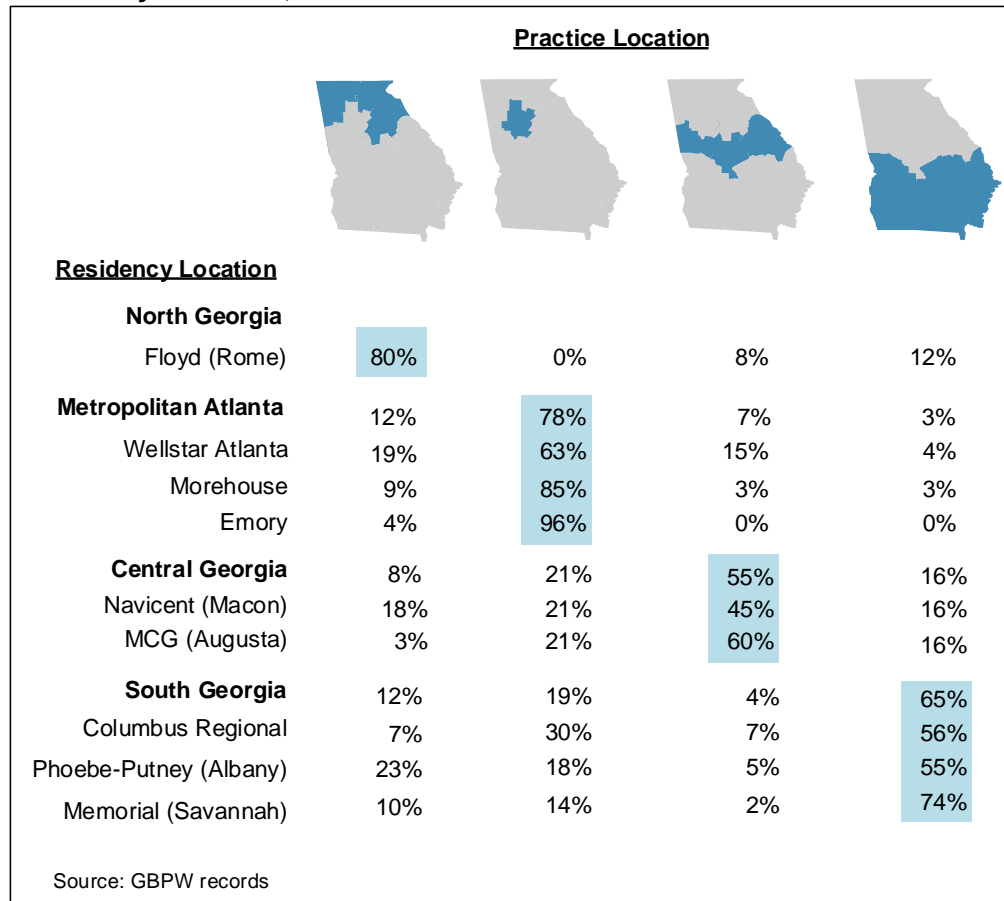 Practice Location
Residency Location
North Georgia
Floyd (Rome) 80% 0% 8% 12%
Metropolitan Atlanta 12% 78% 7% 3%
Wellstar Atlanta 19% 63% 15% 4%
Morehouse 9% 85% 3% 3%
Emory 4% 96% 0% 0%
Central Georgia 8% 21% 55% 16%
Navicent (Macon) 18% 21% 45% 16%
MCG (Augusta) 3% 21% 60% 16%
South Georgia 12% 19% 4% 65%
Columbus Regional 7% 30% 7% 56%
Phoebe-Putney (Albany) 23% 18% 5% 55%
Memorial (Savannah) 10% 14% 2% 74%
Source: GBPW records